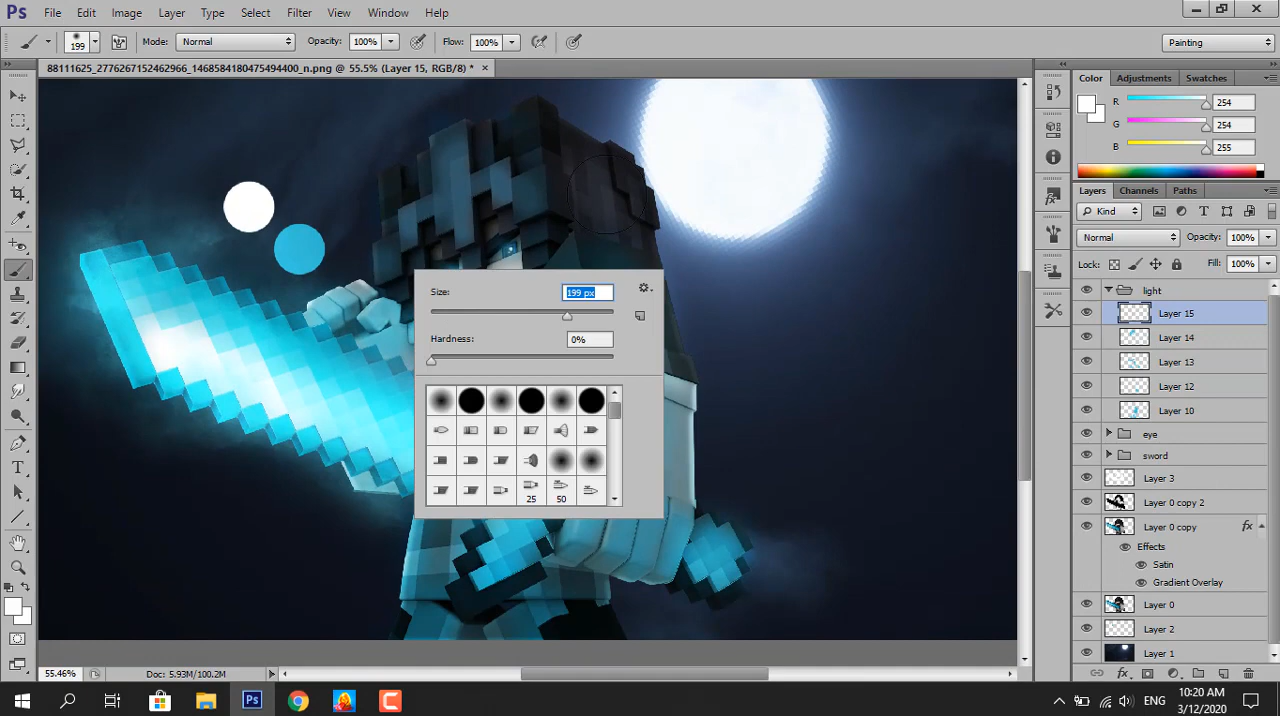 Ps File Edit Image Layer Type Select Filter View Window Help
199 Mode: Normal Opacity: 100% Flow: 100% Painting
88111625_2776267152462966_1468584180475494400_n.png @ 55.5% (Layer 15, RGB/8) * ×
Color Adjustments Swatches
R 254
G 254
B 255
Layers Channels Paths
Kind
Normal Opacity: 100%
Lock: Fill: 100%
light
Layer 15
Layer 14
Layer 13
Layer 12
Layer 10
eye
sword
Layer 3
Layer 0 copy 2
Layer 0 copy fx
Effects
Satin
Gradient Overlay
Layer 0
Layer 2
Layer 1
Size: 199 px
Hardness: 0%
25 50
55.46% Doc: 5.93M/100.2M
ENG
10:20 AM
3/12/2020